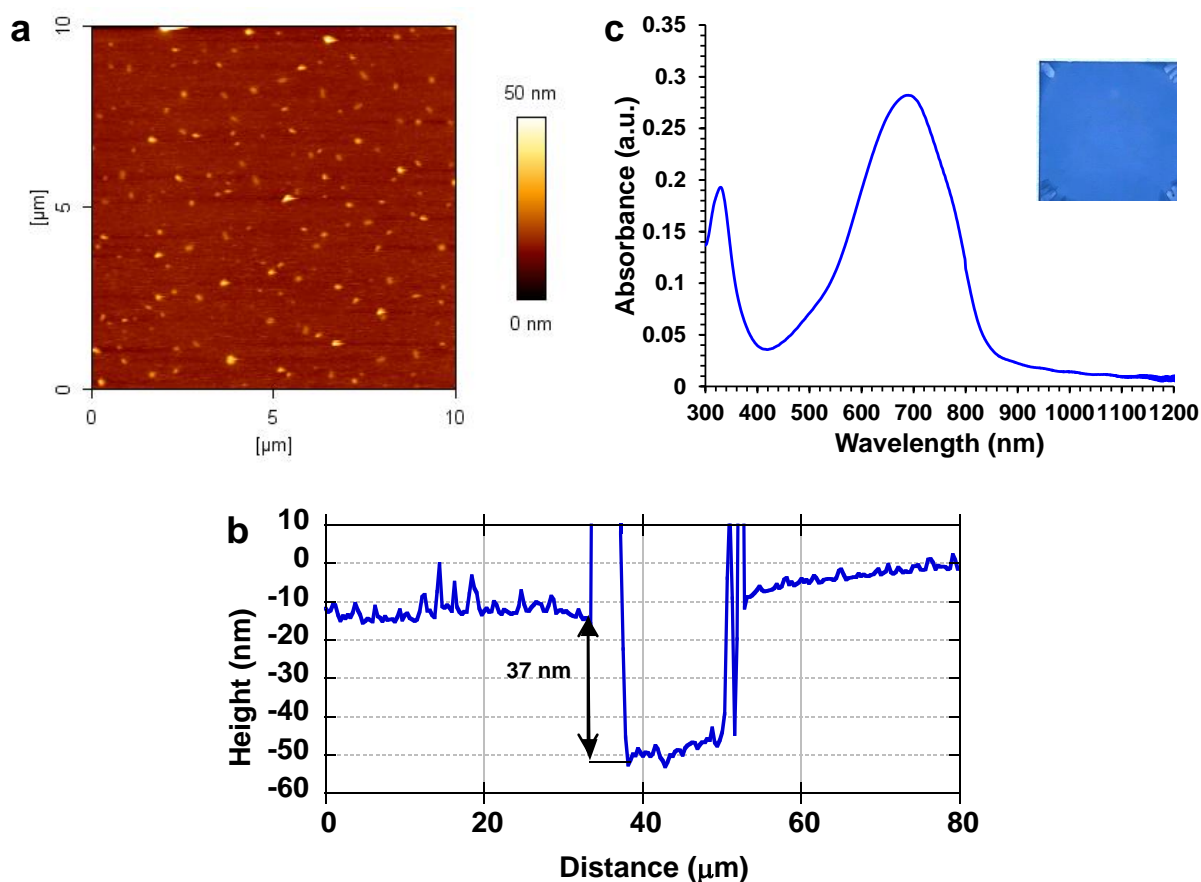 a
10
5
0
[µm]
0
5
10
[µm]
50 nm
0 nm
c
0.35
0.3
0.25
0.2
0.15
0.1
0.05
0
Absorbance (a.u.)
300 400 500 600 700 800 900 1000 1100 1200
Wavelength (nm)
b
10
0
-10
-20
-30
-40
-50
-60
Height (nm)
37 nm
0 20 40 60 80
Distance (µm)